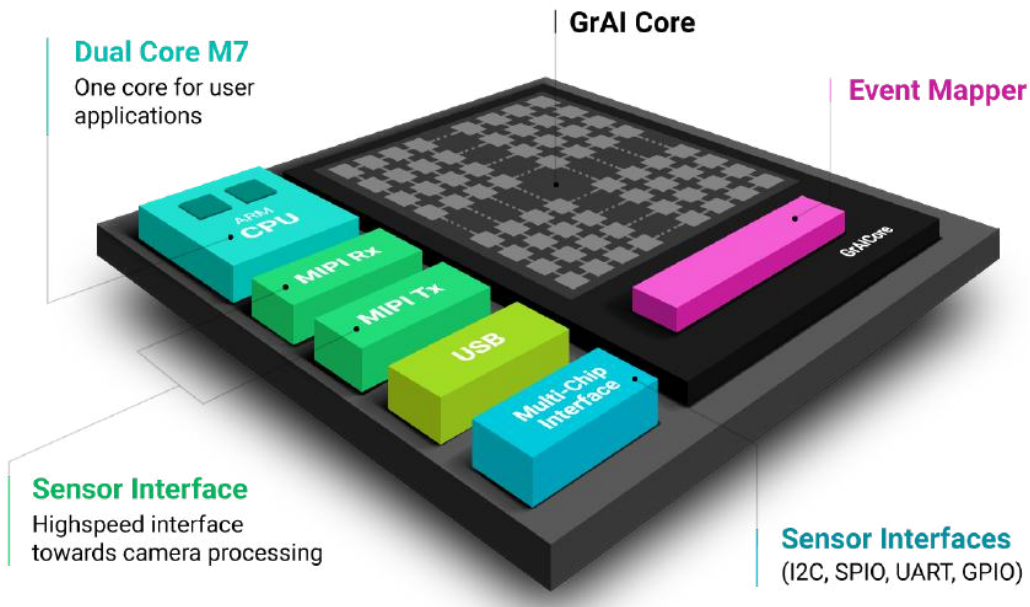 GrAI Core
Dual Core M7
One core for user
applications
Event Mapper
ARM
CPU
MIPI Rx
MIPI Tx
USB
Multi-Chip
Interface
GrAICore
Sensor Interface
Highspeed interface
towards camera processing
Sensor Interfaces
(I2C, SPIO, UART, GPIO)